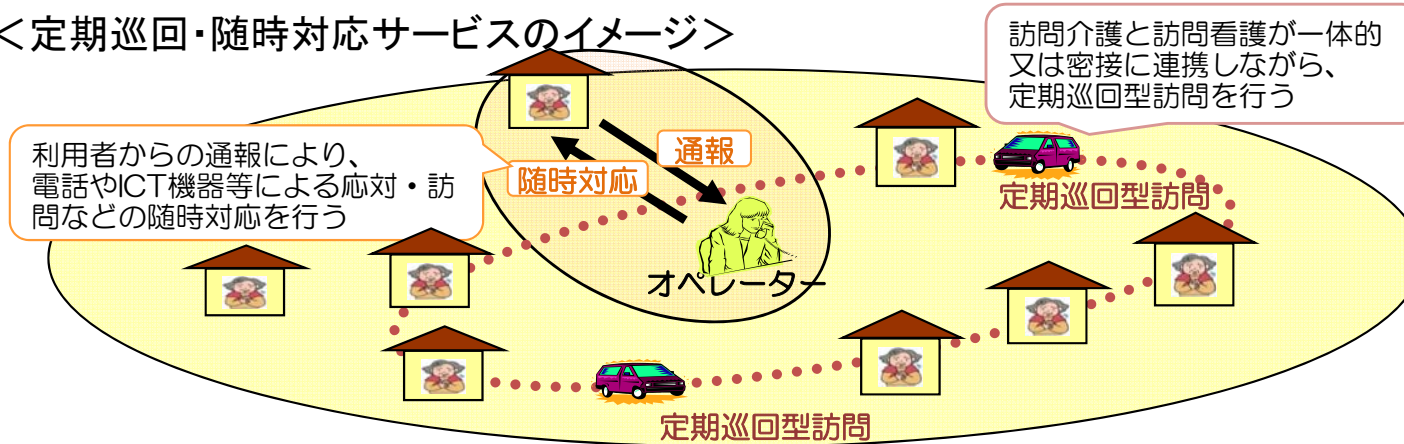 ＜定期巡回・随時対応サービスのイメージ＞
訪問介護と訪問看護が一体的
又は密接に連携しながら、
定期巡回型訪問を行う
利用者からの通報により、
電話やICT機器等による応対・訪
問などの随時対応を行う
通報
随時対応
定期巡回型訪問
オペレーター
定期巡回型訪問